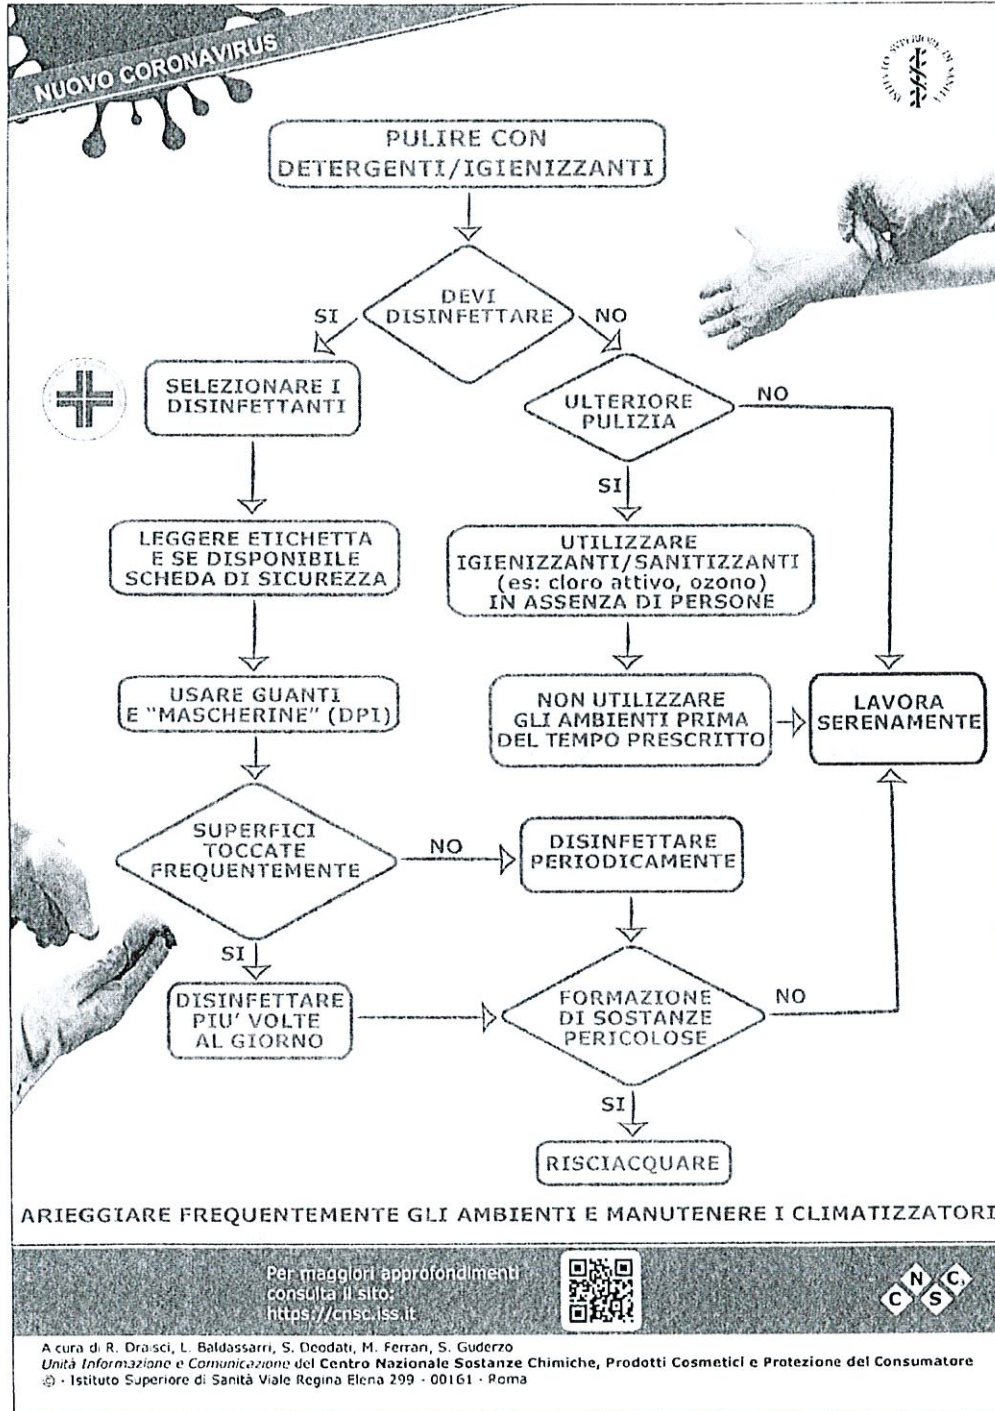 NUOVO CORONAVIRUS
ISTITUTO SUPERIORE DI SANITÀ
PULIRE CON
DETERGENTI/IGIENIZZANTI
DEVI
DISINFETTARE
SI
NO
SELEZIONARE I
DISINFETTANTI
ULTERIORE
PULIZIA
NO
SI
LEGGERE ETICHETTA
E SE DISPONIBILE
SCHEDA DI SICUREZZA
UTILIZZARE
IGIENIZZANTI/SANITIZZANTI
(es: cloro attivo, ozono)
IN ASSENZA DI PERSONE
USARE GUANTI
E “MASCHERINE” (DPI)
NON UTILIZZARE
GLI AMBIENTI PRIMA
DEL TEMPO PRESCRITTO
LAVORA
SERENAMENTE
SUPERFICI
TOCCATE
FREQUENTEMENTE
NO
DISINFETTARE
PERIODICAMENTE
SI
DISINFETTARE
PIU’ VOLTE
AL GIORNO
FORMAZIONE
DI SOSTANZE
PERICOLOSE
NO
SI
RISCIACQUARE
ARIEGGIARE FREQUENTEMENTE GLI AMBIENTI E MANUTENERE I CLIMATIZZATORI
Per maggiori approfondimenti
consulta il sito:
https://cnsc.iss.it
C N S C
A cura di R. Draisci, L. Baldassarri, S. Deodati, M. Ferrari, S. Guderzo
Unità Informazione e Comunicazione del Centro Nazionale Sostanze Chimiche, Prodotti Cosmetici e Protezione del Consumatore
© - Istituto Superiore di Sanità Viale Regina Elena 299 - 00161 - Roma